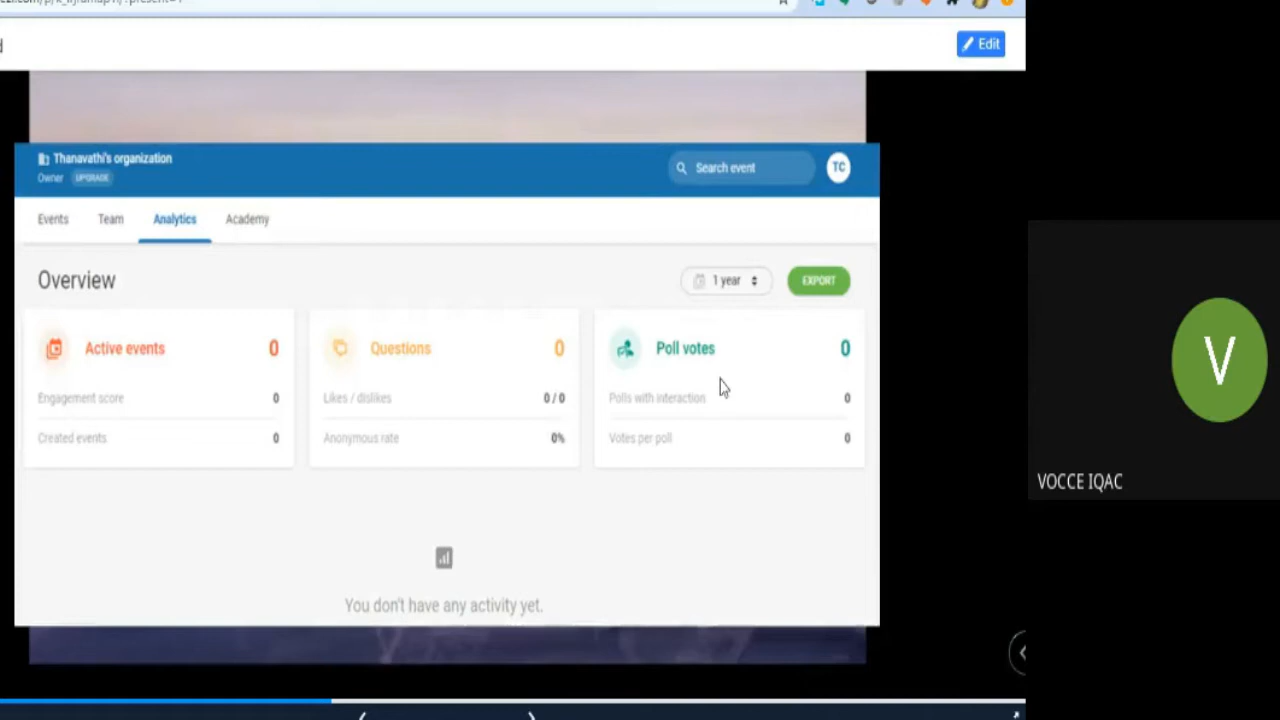 Edit
Thanavathi's organization
Owner UPGRADE
Search event
TC
Events Team Analytics Academy
Overview
1 year
EXPORT
Active events 0
Engagement score 0
Created events 0
Questions 0
Likes / dislikes 0 / 0
Anonymous rate 0%
Poll votes 0
Polls with interaction 0
Votes per poll 0
You don't have any activity yet.
V
VOCCE IQAC